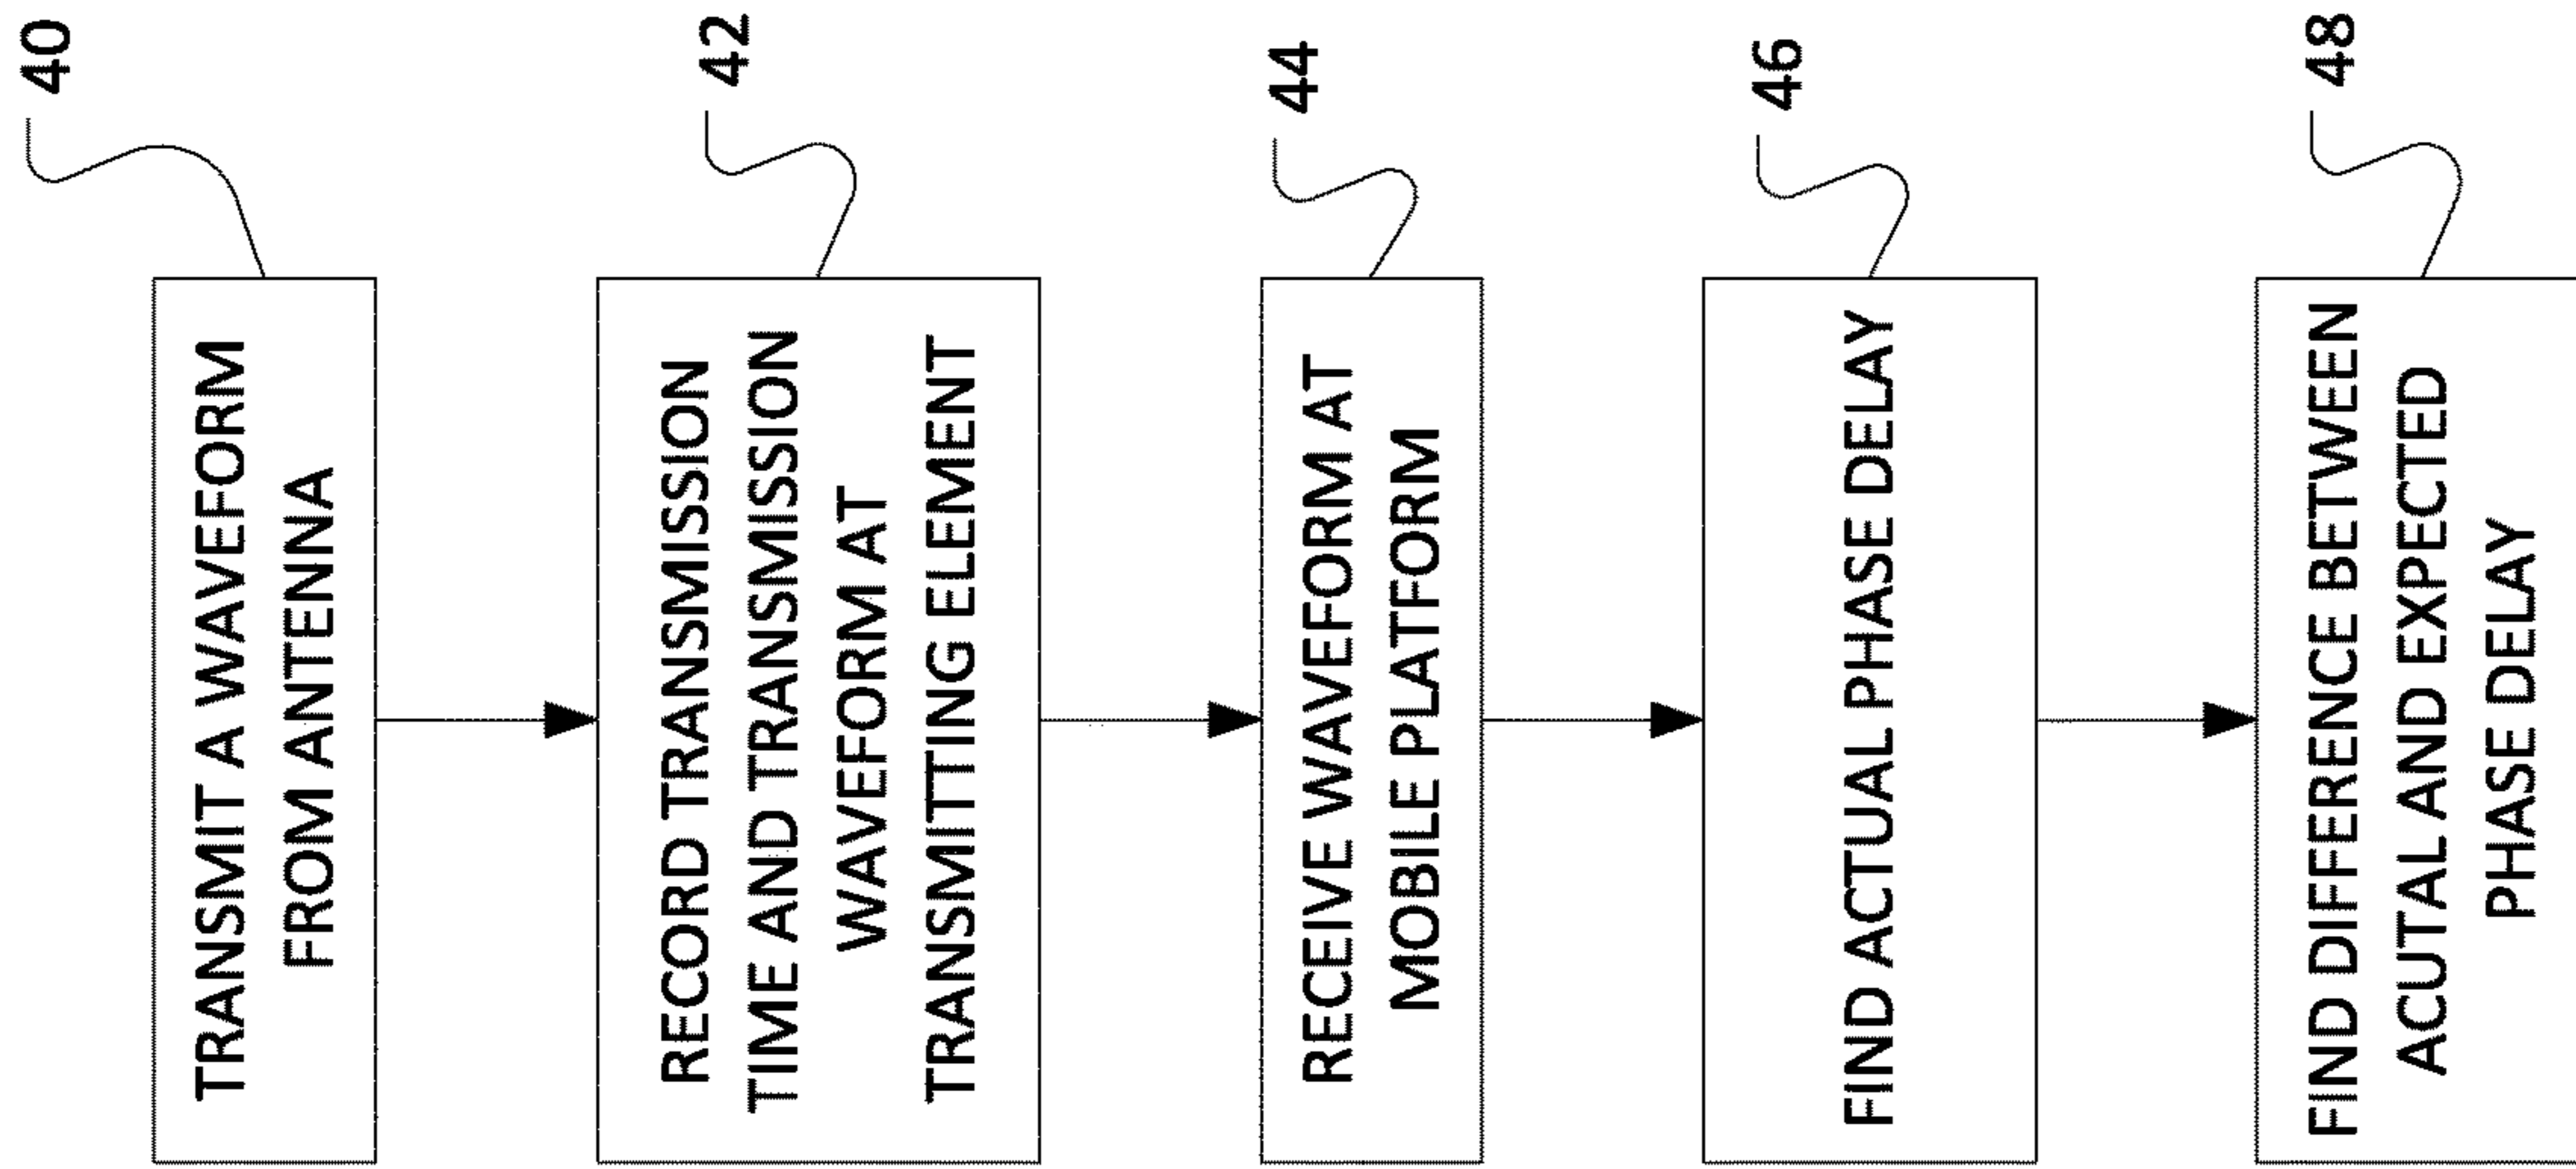 40
TRANSMIT A WAVEFORM
FROM ANTENNA
42
RECORD TRANSMISSION
TIME AND TRANSMISSION
WAVEFORM AT
TRANSMITTING ELEMENT
44
RECEIVE WAVEFORM AT
MOBILE PLATFORM
46
FIND ACTUAL PHASE DELAY
48
FIND DIFFERENCE BETWEEN
ACUTAL AND EXPECTED
PHASE DELAY